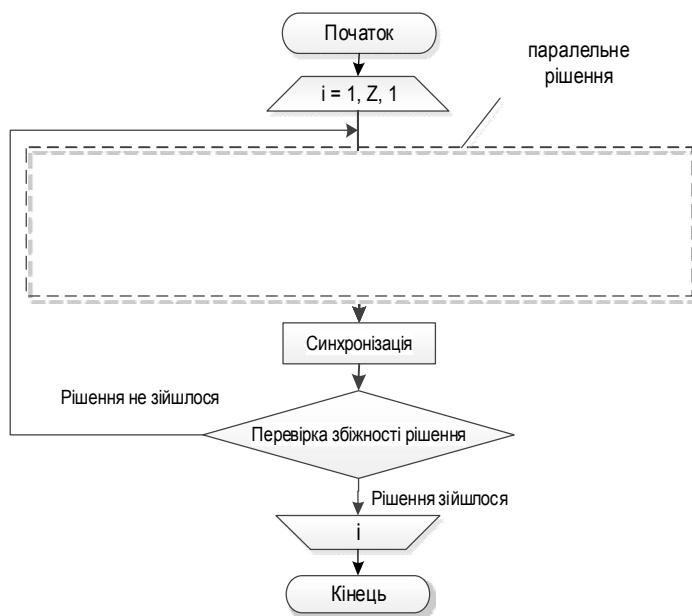 Початок
паралельне
рішення
i = 1, Z, 1
Синхронізація
Рішення не зійшлося
Перевірка збіжності рішення
Рішення зійшлося
i
Кінець